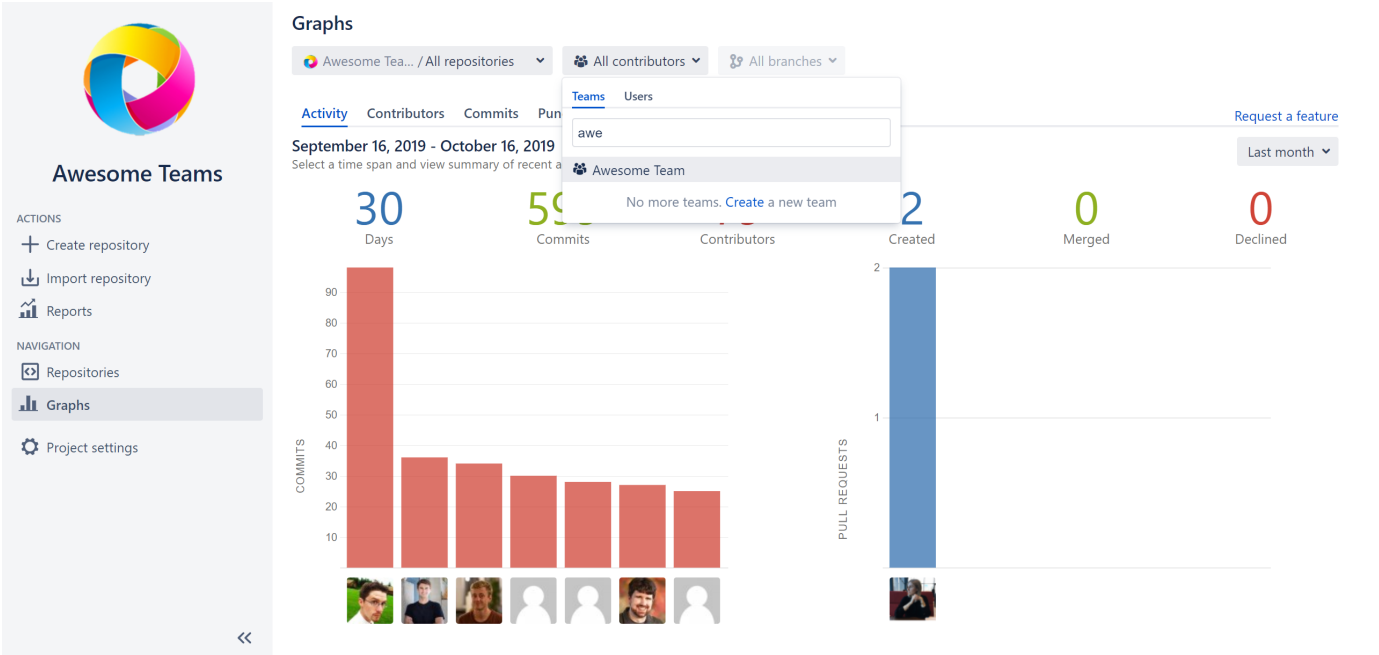 Awesome Teams
ACTIONS
Create repository
Import repository
Reports
NAVIGATION
Repositories
Graphs
Project settings
Graphs
Awesome Tea... / All repositories
All contributors
All branches
Teams Users
awe
Awesome Team
No more teams. Create a new team
Activity Contributors Commits
Request a feature
September 16, 2019 - October 16, 2019
Last month
Select a time span and view summary of recent
30 2 0 0
Days Commits Contributors Created Merged Declined
COMMITS
90
80
70
60
50
40
30
20
10
PULL REQUESTS
2
1